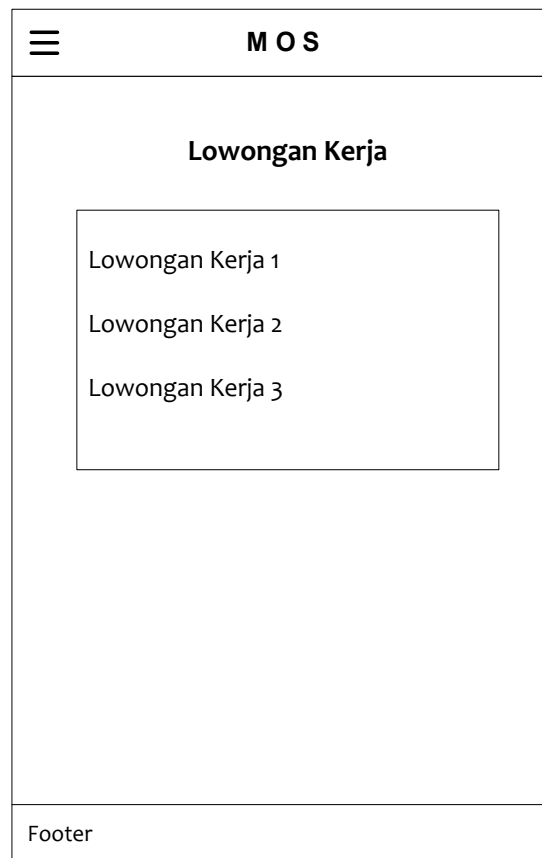 M O S
Lowongan Kerja
Lowongan Kerja 1
Lowongan Kerja 2
Lowongan Kerja 3
Footer